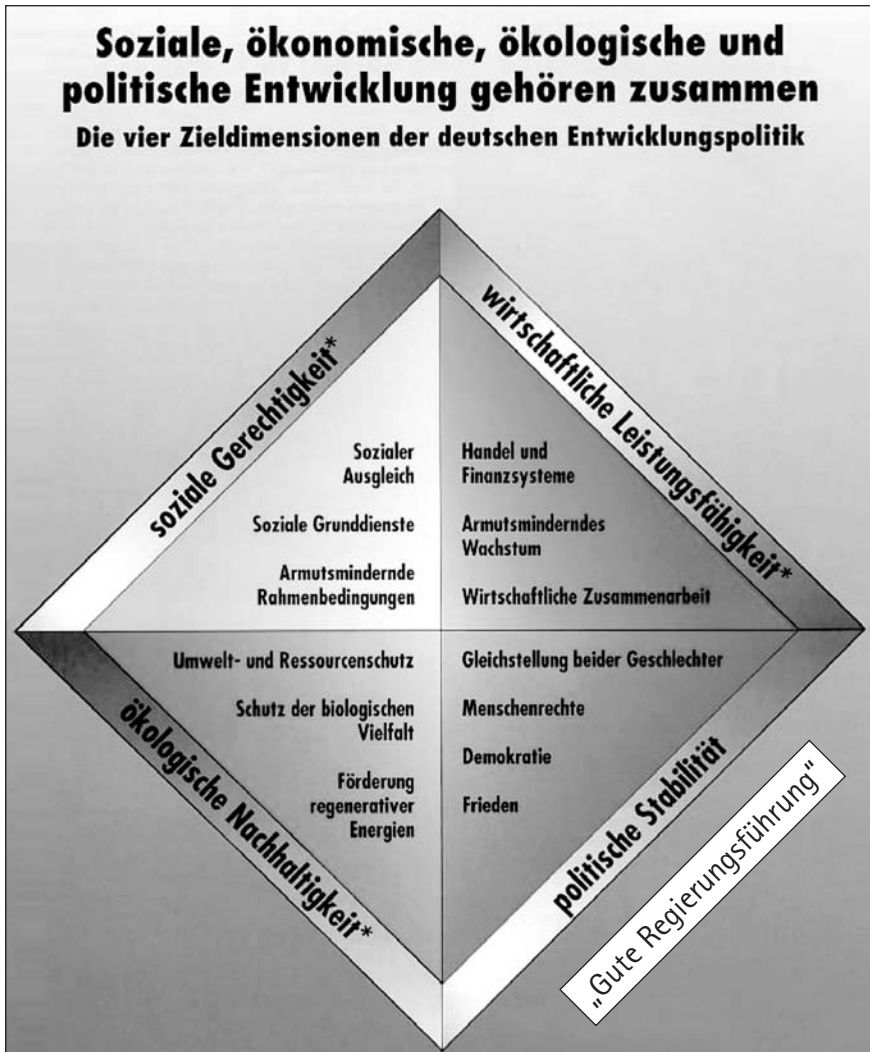 Soziale, ökonomische, ökologische und
politische Entwicklung gehören zusammen
Die vier Zieldimensionen der deutschen Entwicklungspolitik
soziale Gerechtigkeit*
Sozialer
Ausgleich
Soziale Grunddienste
Armutsmindernde
Rahmenbedingungen
wirtschaftliche Leistungsfähigkeit*
Handel und
Finanzsysteme
Armutsminderndes
Wachstum
Wirtschaftliche Zusammenarbeit
ökologische Nachhaltigkeit*
Umwelt- und Ressourcenschutz
Schutz der biologischen
Vielfalt
Förderung
regenerativer
Energien
Gleichstellung beider Geschlechter
Menschenrechte
Demokratie
Frieden
politische Stabilität
„Gute Regierungsführung“